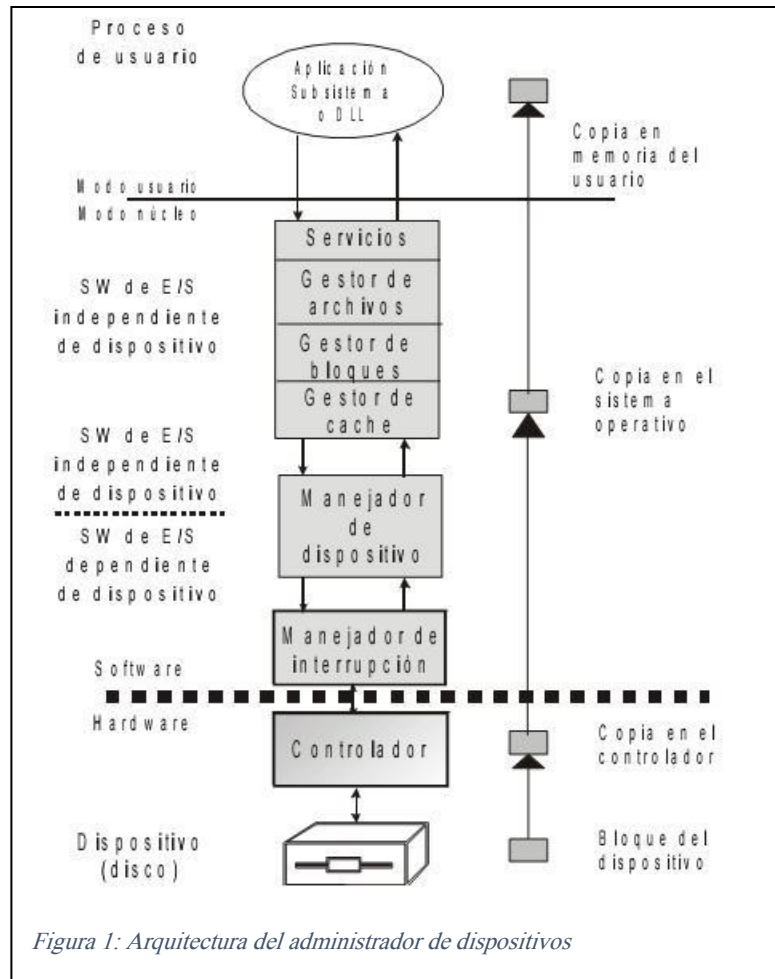 Proceso
de usuario
Aplicación
Subsistema
o DLL
Copia en
memoria del
usuario
Modo usuario
Modo núcleo
Servicios
Gestor de
archivos
Gestor de
bloques
Gestor de
cache
SW de E/S
independiente
de dispositivo
Copia en el
sistema
operativo
SW de E/S
independiente
de dispositivo
SW de E/S
dependiente
de dispositivo
Manejador
de
dispositivo
Manejador de
interrupción
Software
Hardware
Controlador
Copia en el
controlador
Dispositivo
(disco)
Bloque del
dispositivo
Figura 1: Arquitectura del administrador de dispositivos